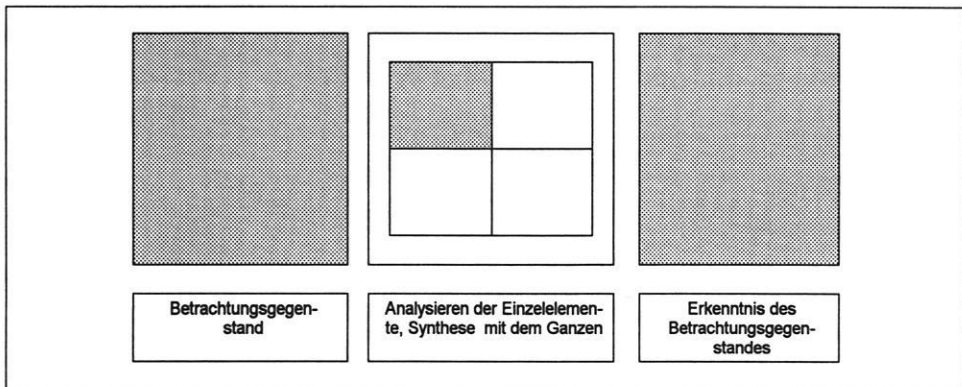 Betrachtungsgegen-
stand
Analysieren der Einzelelemen-
te, Synthese mit dem Ganzen
Erkenntnis des
Betrachtungsgegen-
standes